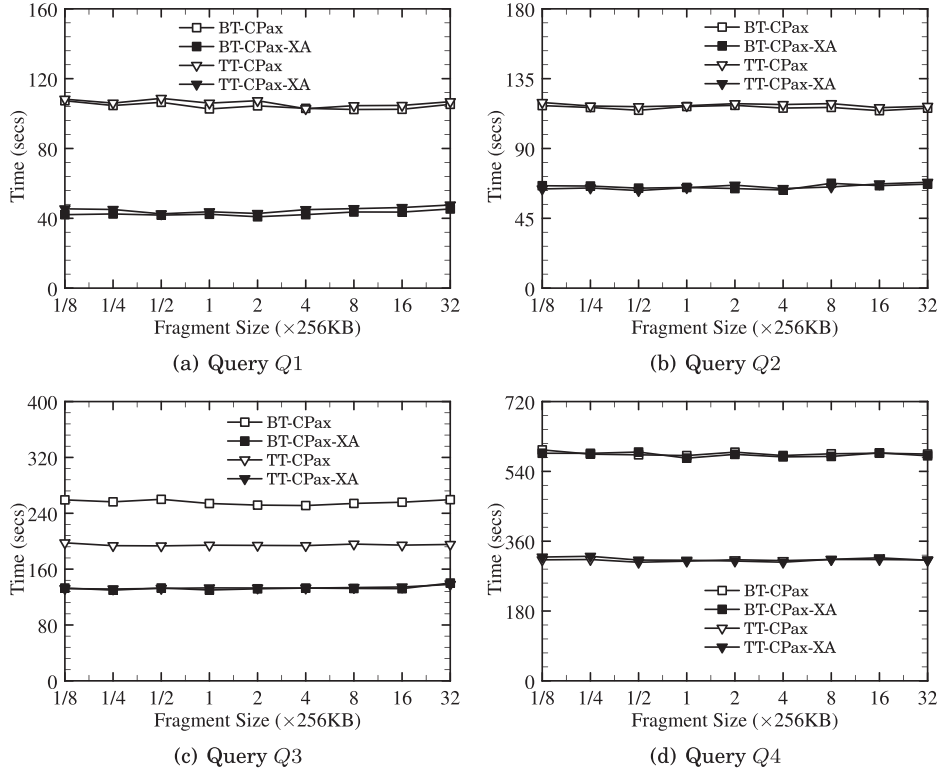 160
120
80
40
0
Time (secs)
BT-CPax
BT-CPax-XA
TT-CPax
TT-CPax-XA
1/8 1/4 1/2 1 2 4 8 16 32
Fragment Size (×256KB)
(a) Query Q1
180
135
90
45
0
Time (secs)
BT-CPax
BT-CPax-XA
TT-CPax
TT-CPax-XA
1/8 1/4 1/2 1 2 4 8 16 32
Fragment Size (×256KB)
(b) Query Q2
400
320
240
160
80
0
Time (secs)
BT-CPax
BT-CPax-XA
TT-CPax
TT-CPax-XA
1/8 1/4 1/2 1 2 4 8 16 32
Fragment Size (×256KB)
(c) Query Q3
720
540
360
180
0
Time (secs)
BT-CPax
BT-CPax-XA
TT-CPax
TT-CPax-XA
1/8 1/4 1/2 1 2 4 8 16 32
Fragment Size (×256KB)
(d) Query Q4